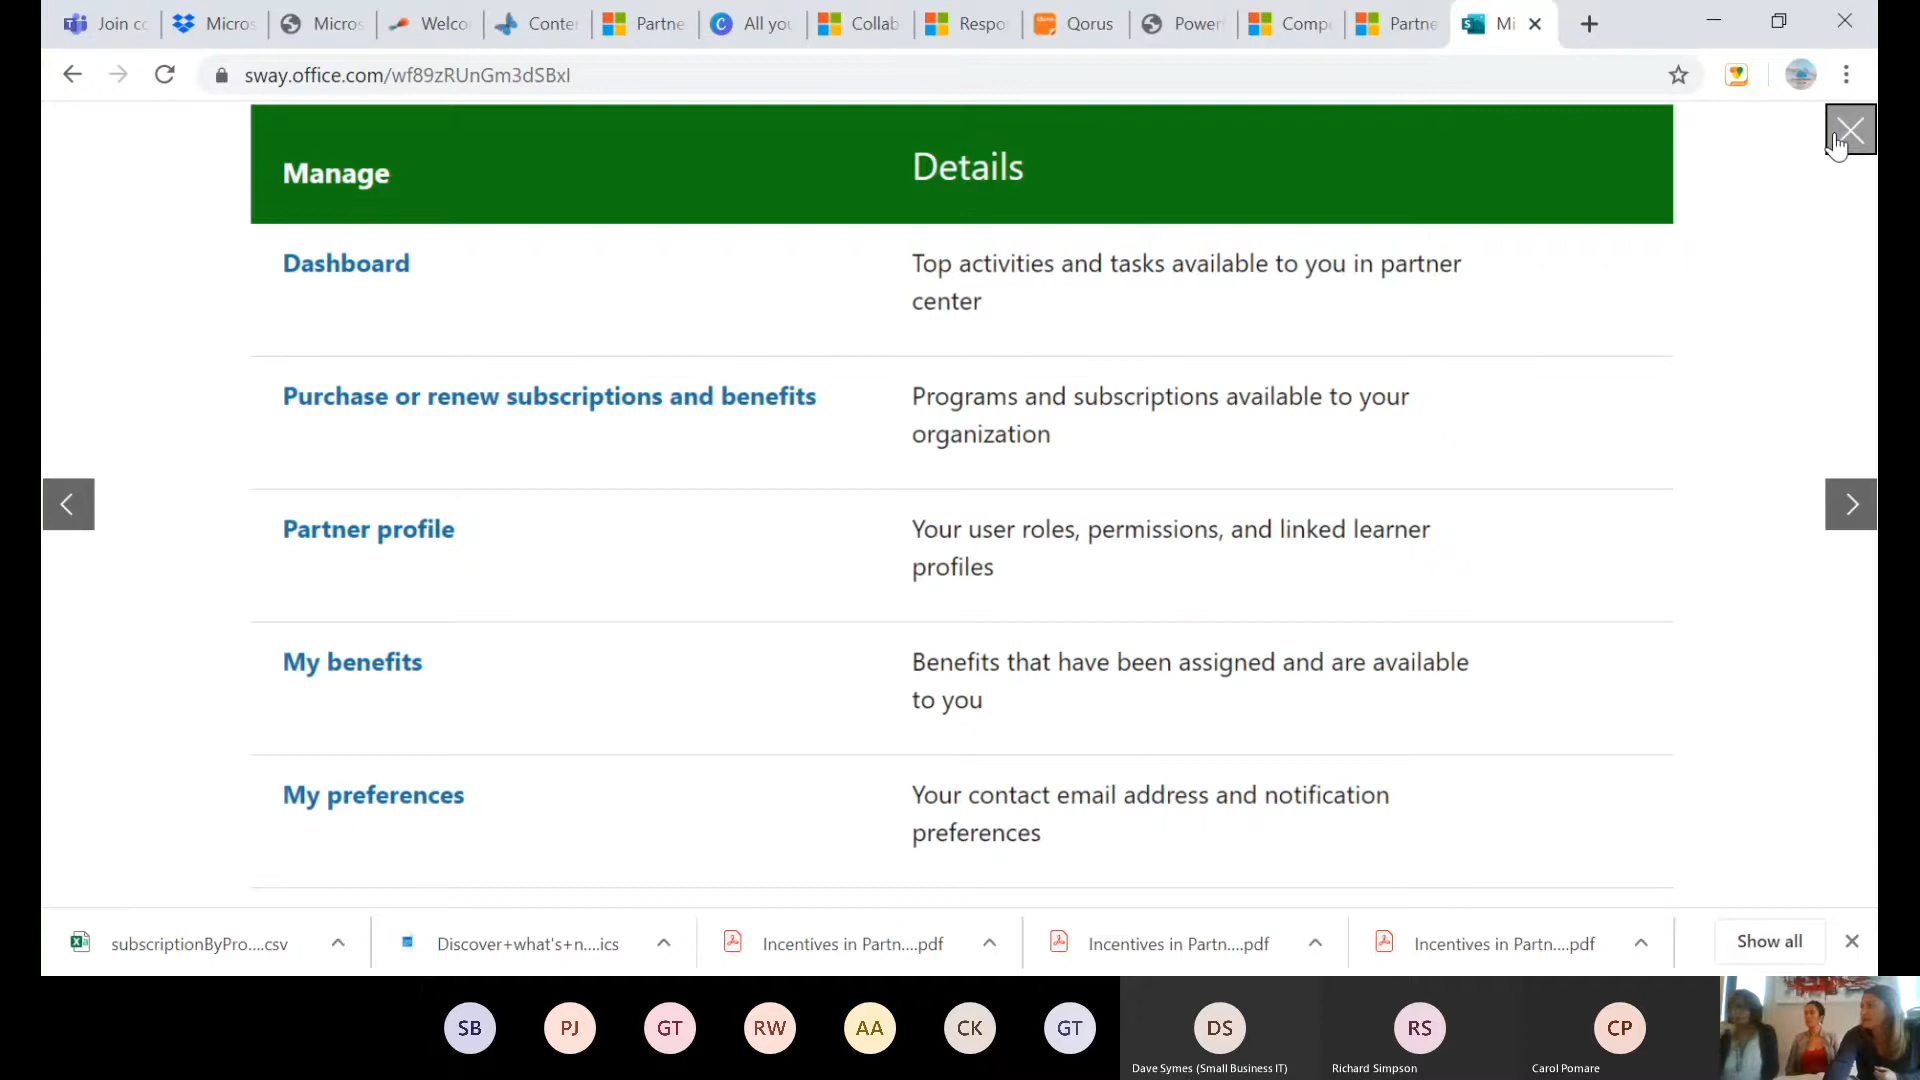 Join co
Micros
Micros
Welco
Conter
Partne
All you
Collab
Respo
Qorus
Power
Comp
Partne
Mi
sway.office.com/wf89zRUnGm3dSBxI
Manage
Details
Dashboard
Top activities and tasks available to you in partner
center
Purchase or renew subscriptions and benefits
Programs and subscriptions available to your
organization
Partner profile
Your user roles, permissions, and linked learner
profiles
My benefits
Benefits that have been assigned and are available
to you
My preferences
Your contact email address and notification
preferences
subscriptionByPro....csv
Discover+what's+n....ics
Incentives in Partn....pdf
Incentives in Partn....pdf
Incentives in Partn....pdf
Show all
SB
PJ
GT
RW
AA
CK
GT
DS
RS
CP
Dave Symes (Small Business IT)
Richard Simpson
Carol Pomare